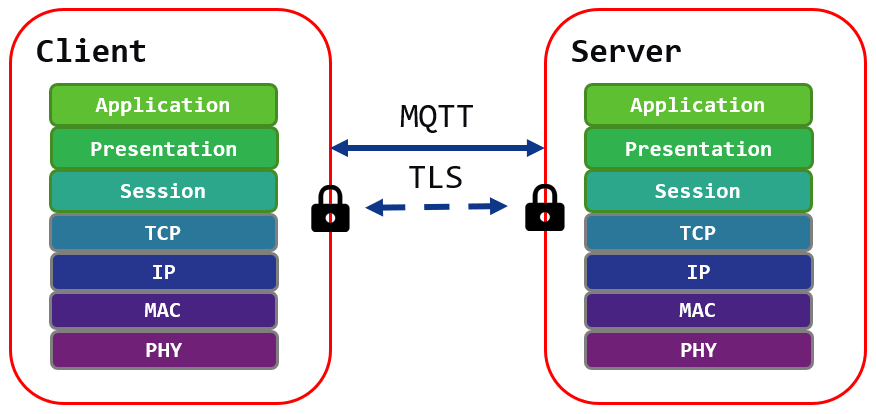 Client
Application
Presentation
Session
TCP
IP
MAC
PHY
MQTT
TLS
Server
Application
Presentation
Session
TCP
IP
MAC
PHY